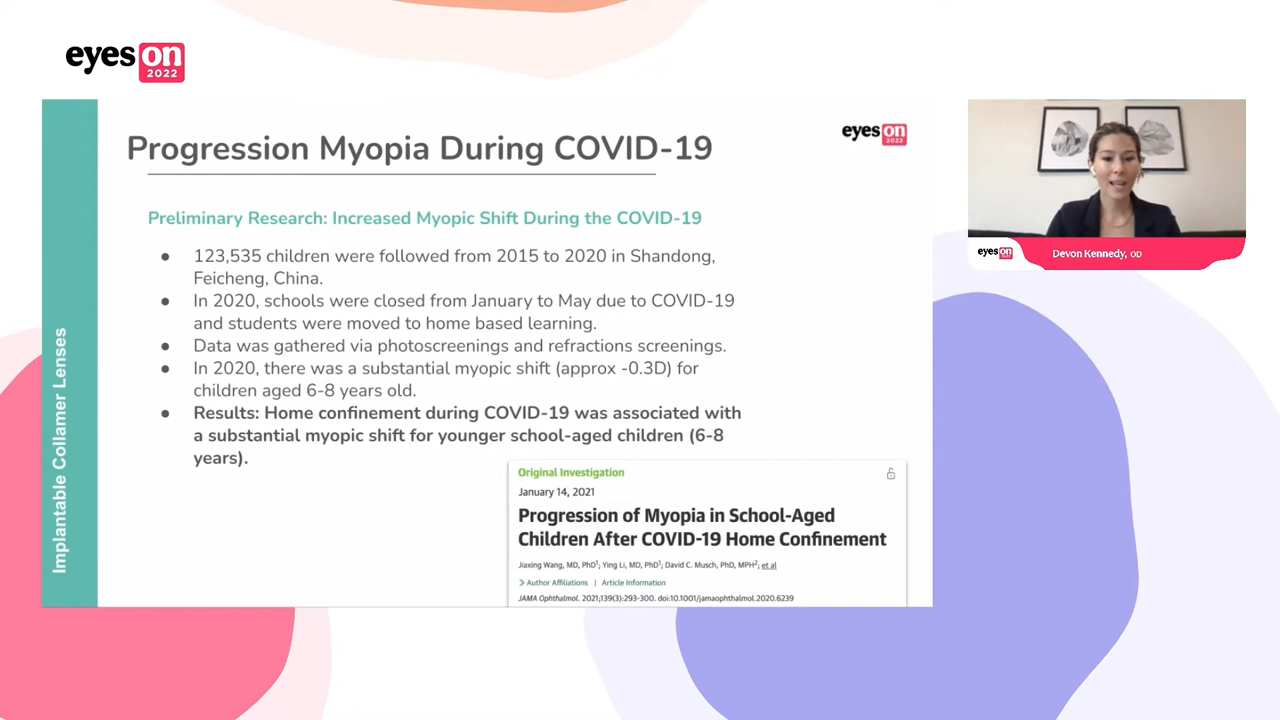 eyes on
2022
Progression Myopia During COVID-19
eyes on
2022
Preliminary Research: Increased Myopic Shift During the COVID-19
● 123,535 children were followed from 2015 to 2020 in Shandong,
Feicheng, China.
● In 2020, schools were closed from January to May due to COVID-19
and students were moved to home based learning.
● Data was gathered via photoscreenings and refractions screenings.
● In 2020, there was a substantial myopic shift (approx -0.3D) for
children aged 6-8 years old.
● Results: Home confinement during COVID-19 was associated with
a substantial myopic shift for younger school-aged children (6-8
years).
Implantable Collamer Lenses
Original Investigation
January 14, 2021
Progression of Myopia in School-Aged
Children After COVID-19 Home Confinement
Jiaxing Wang, MD, PhD¹; Ying Li, MD, PhD¹; David C. Musch, PhD, MPH²; et al
≫ Author Affiliations | Article Information
JAMA Ophthalmol. 2021;139(3):293-300. doi:10.1001/jamaophthalmol.2020.6239
eyes on
2022
Devon Kennedy, OD